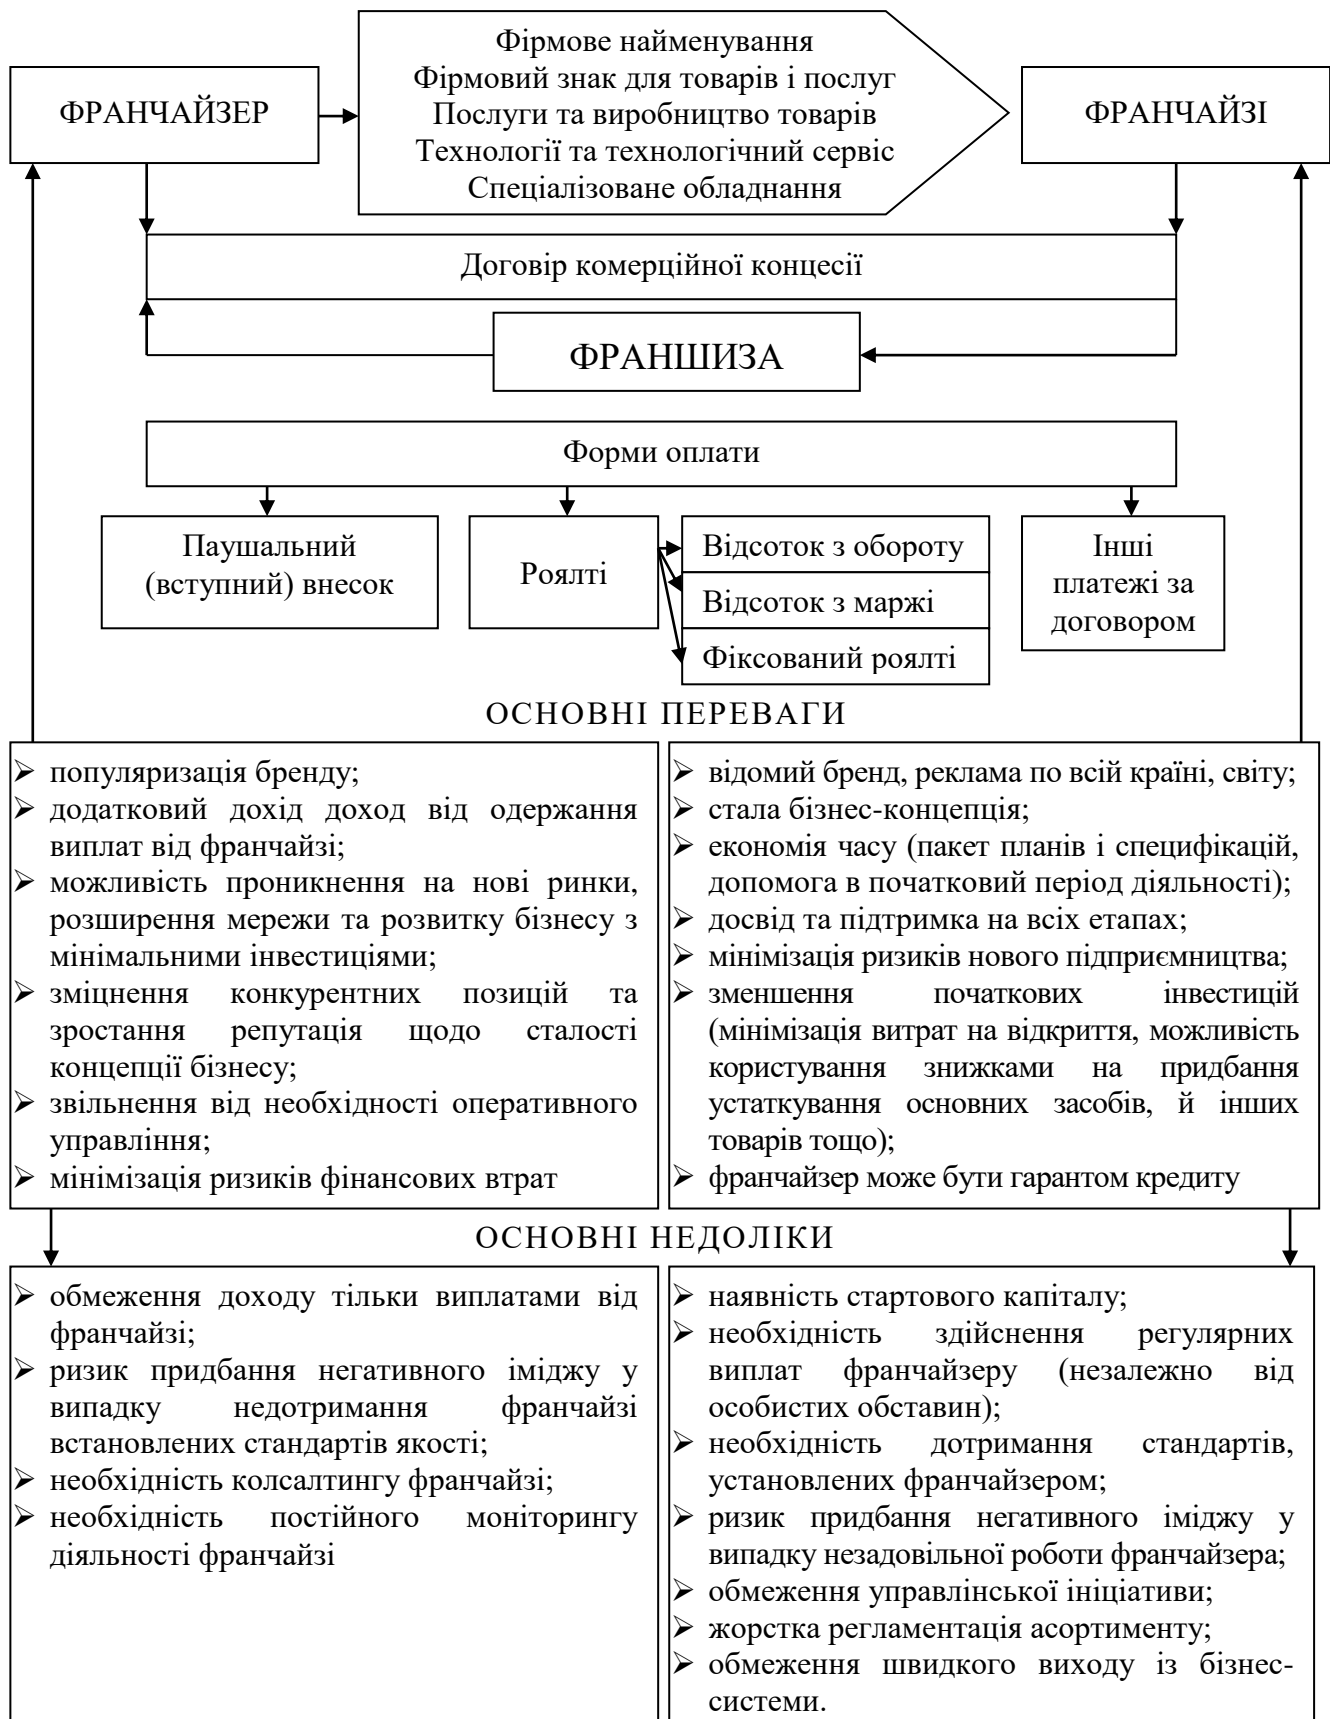 Фірмове найменування
Фірмовий знак для товарів і послуг
Послуги та виробництво товарів
Технології та технологічний сервіс
Спеціалізоване обладнання
ФРАНЧАЙЗЕР
ФРАНЧАЙЗІ
Договір комерційної концесії
ФРАНШИЗА
Форми оплати
Паушальний
(вступний) внесок
Роялті
Відсоток з обороту
Відсоток з маржі
Фіксований роялті
Інші
платежі за
договором
ОСНОВНІ ПЕРЕВАГИ
➢ популяризація бренду;
➢ додатковий дохід доход від одержання
виплат від франчайзі;
➢ можливість проникнення на нові ринки,
розширення мережи та розвитку бізнесу з
мінімальними інвестиціями;
➢ зміцнення конкурентних позицій та
зростання репутація щодо сталості
концепції бізнесу;
➢ звільнення від необхідності оперативного
управління;
➢ мінімізація ризиків фінансових втрат
➢ відомий бренд, реклама по всій країні, світу;
➢ стала бізнес-концепція;
➢ економія часу (пакет планів і специфікацій,
допомога в початковий період діяльності);
➢ досвід та підтримка на всіх етапах;
➢ мінімізація ризиків нового підприємництва;
➢ зменшення початкових інвестицій
(мінімізація витрат на відкриття, можливість
користування знижками на придбання
устаткування основних засобів, й інших
товарів тощо);
➢ франчайзер може бути гарантом кредиту
ОСНОВНІ НЕДОЛІКИ
➢ обмеження доходу тільки виплатами від
франчайзі;
➢ ризик придбання негативного іміджу у
випадку недотримання франчайзі
встановлених стандартів якості;
➢ необхідність колсалтингу франчайзі;
➢ необхідність постійного моніторингу
діяльності франчайзі
➢ наявність стартового капіталу;
➢ необхідність здійснення регулярних
виплат франчайзеру (незалежно від
особистих обставин);
➢ необхідність дотримання стандартів,
установлених франчайзером;
➢ ризик придбання негативного іміджу у
випадку незадовільної роботи франчайзера;
➢ обмеження управлінської ініціативи;
➢ жорстка регламентація асортименту;
➢ обмеження швидкого виходу із бізнес-
системи.